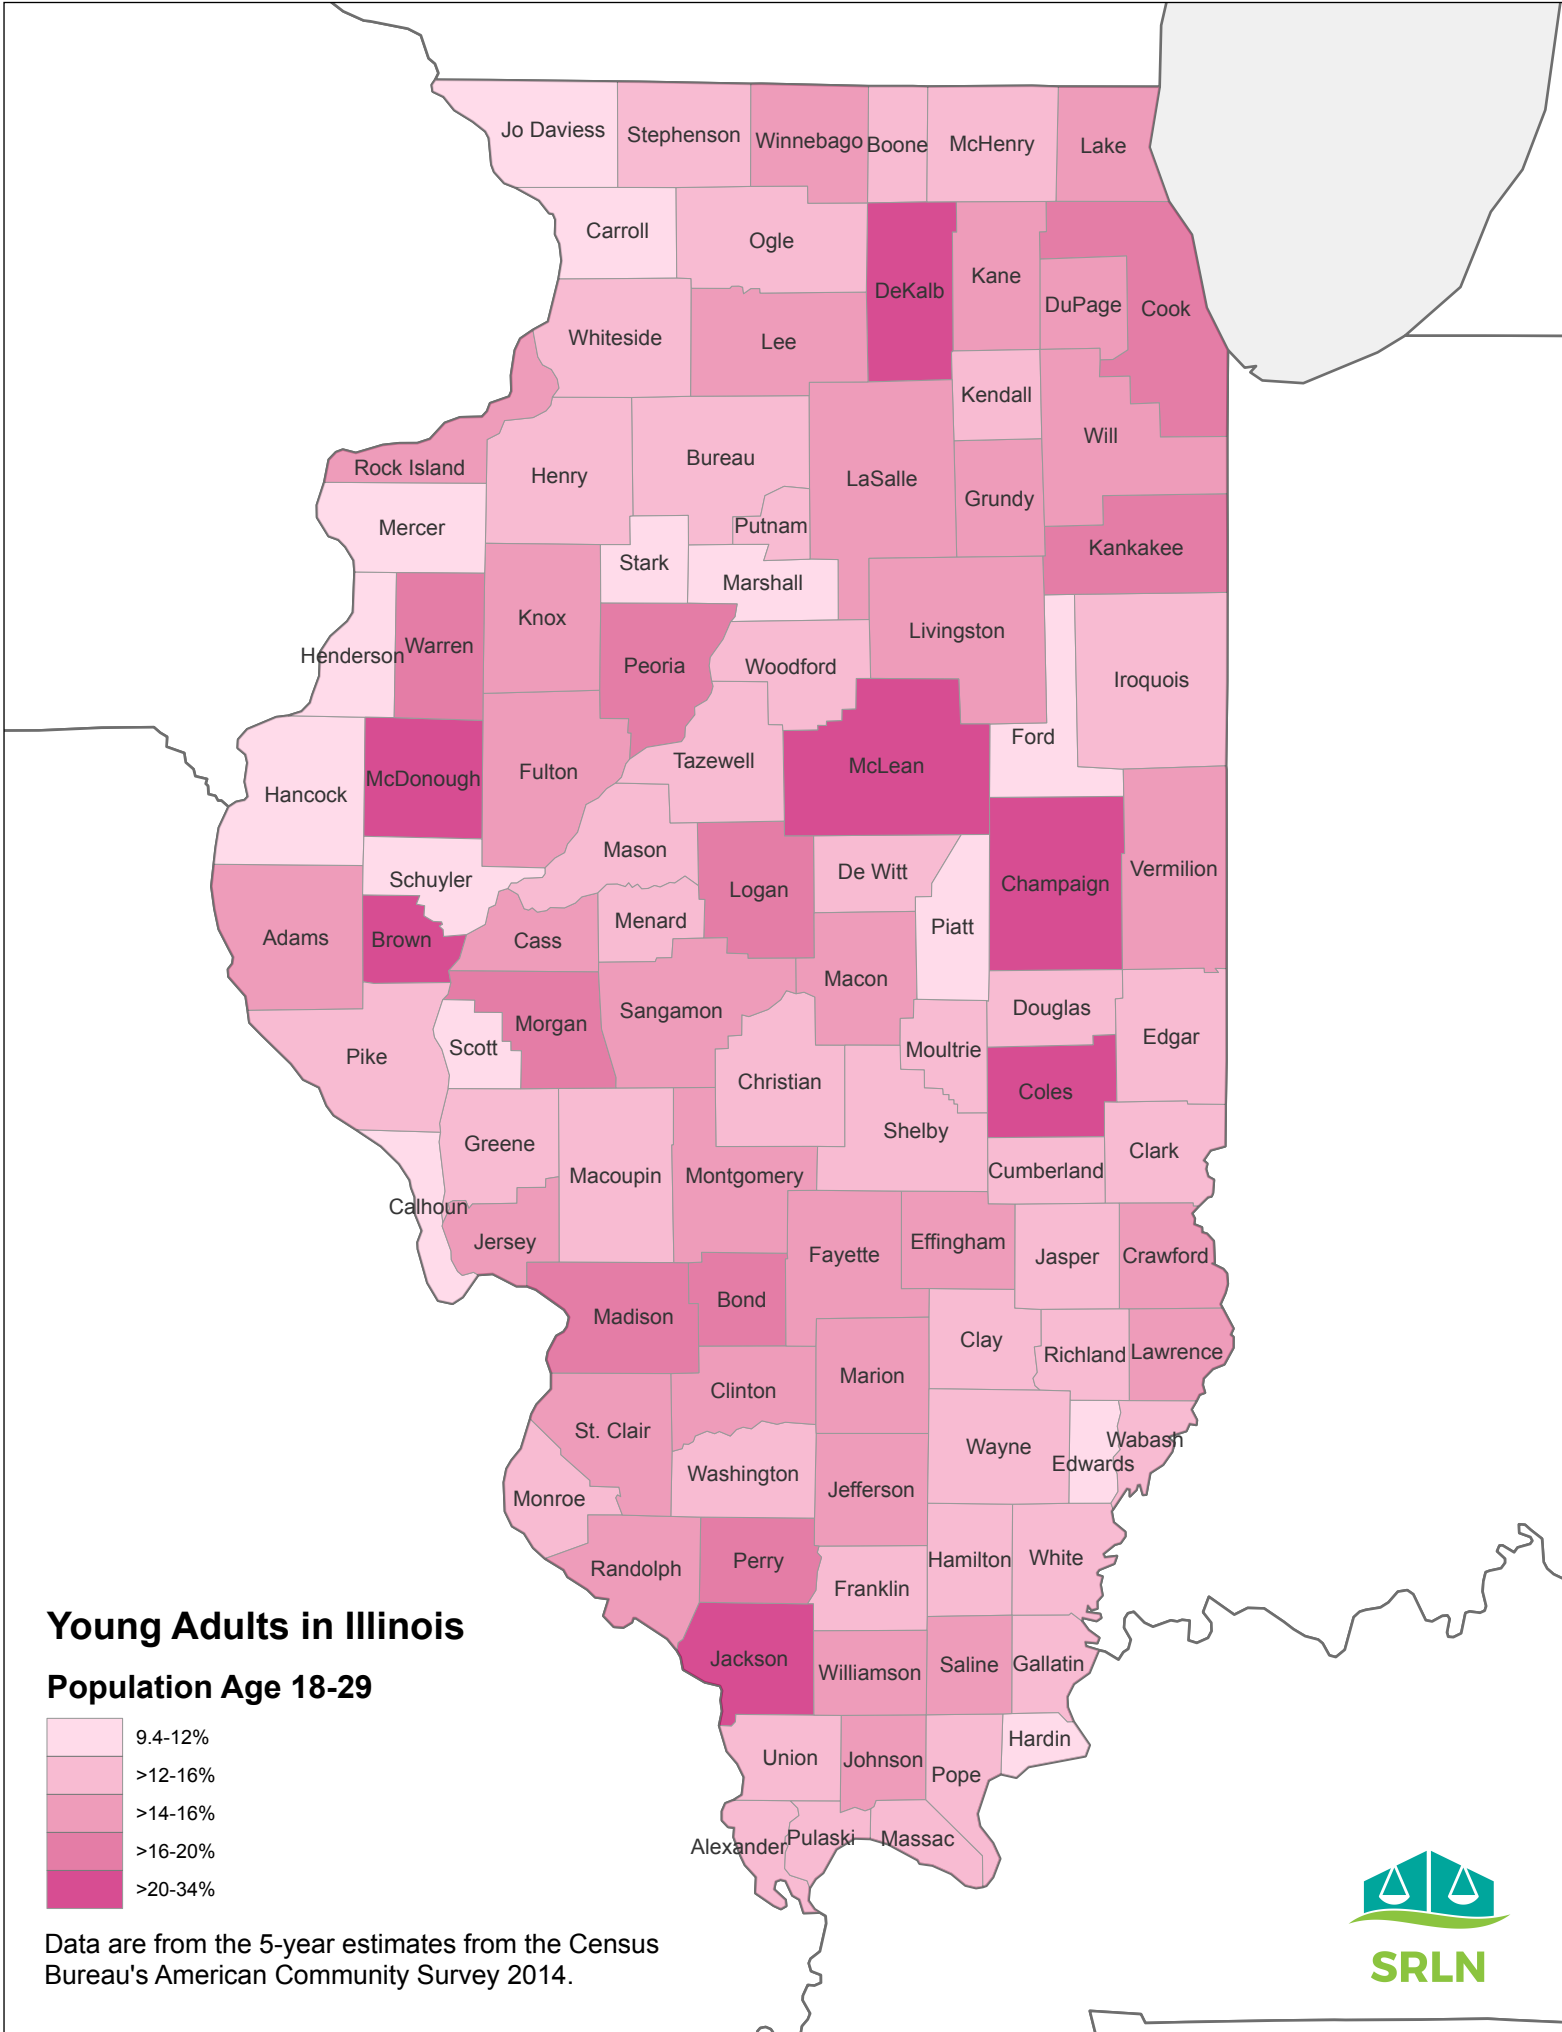 Jo Daviess
Stephenson
Winnebago
Boone
McHenry
Lake
Carroll
Ogle
DeKalb
Kane
DuPage
Cook
Whiteside
Lee
Kendall
Will
Rock Island
Henry
Bureau
LaSalle
Grundy
Mercer
Putnam
Kankakee
Stark
Marshall
Knox
Livingston
Henderson
Warren
Peoria
Woodford
Iroquois
Ford
Hancock
McDonough
Fulton
Tazewell
McLean
Mason
Schuyler
Logan
De Witt
Champaign
Vermilion
Adams
Brown
Cass
Menard
Piatt
Macon
Morgan
Sangamon
Douglas
Pike
Scott
Moultrie
Edgar
Christian
Coles
Greene
Shelby
Macoupin
Montgomery
Cumberland
Clark
Calhoun
Jersey
Fayette
Effingham
Jasper
Crawford
Madison
Bond
Clay
Richland
Lawrence
Clinton
Marion
St. Clair
Wayne
Wabash
Edwards
Washington
Monroe
Jefferson
Randolph
Perry
Franklin
Hamilton
White
Jackson
Williamson
Saline
Gallatin
Union
Johnson
Pope
Hardin
Alexander
Pulaski
Massac
Young Adults in Illinois
Population Age 18-29
9.4-12%
>12-16%
>14-16%
>16-20%
>20-34%
Data are from the 5-year estimates from the Census
Bureau's American Community Survey 2014.
SRLN